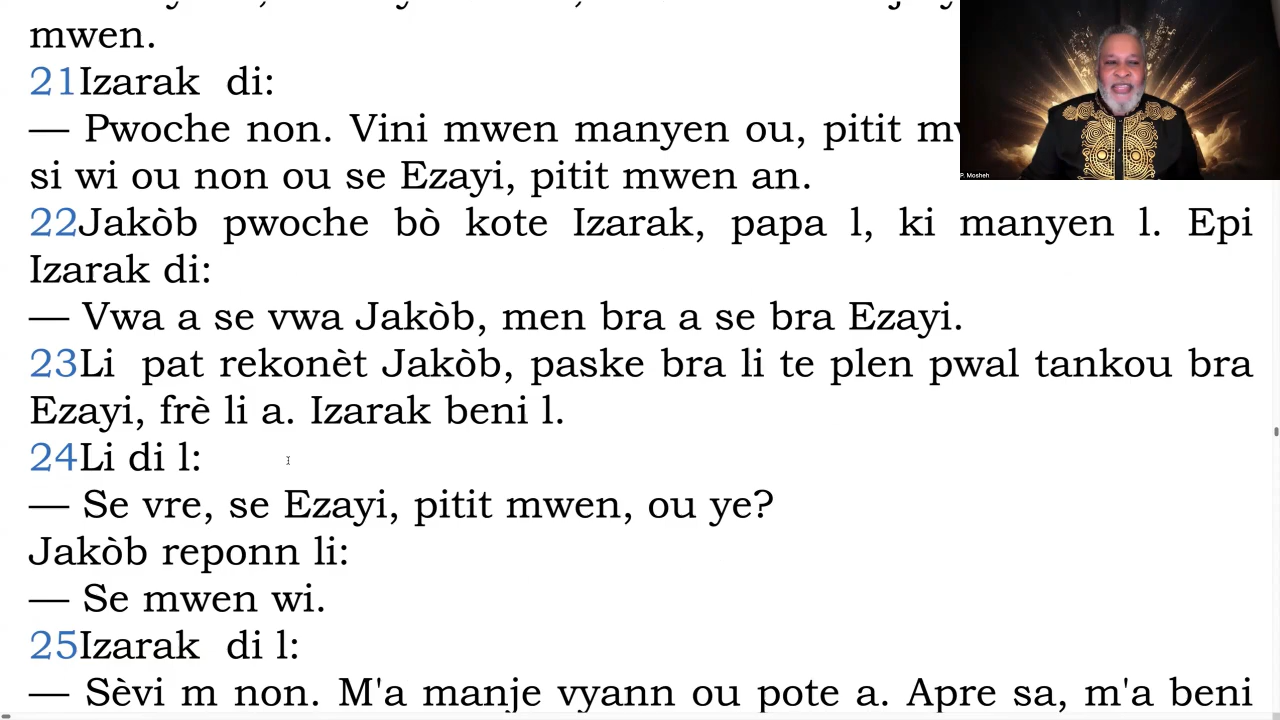 mwen.
21Izarak di:
— Pwoche non. Vini mwen manyen ou, pitit
si wi ou non ou se Ezayi, pitit mwen an.
22Jakòb pwoche bò kote Izarak, papa l, ki manyen l. Epi
Izarak di:
— Vwa a se vwa Jakòb, men bra a se bra Ezayi.
23Li pat rekonèt Jakòb, paske bra li te plen pwal tankou bra
Ezayi, frè li a. Izarak beni l.
24Li di l:
— Se vre, se Ezayi, pitit mwen, ou ye?
Jakòb reponn li:
— Se mwen wi.
25Izarak di l:
— Sèvi m non. M'a manje vyann ou pote a. Apre sa, m'a beni
P. Mosheh